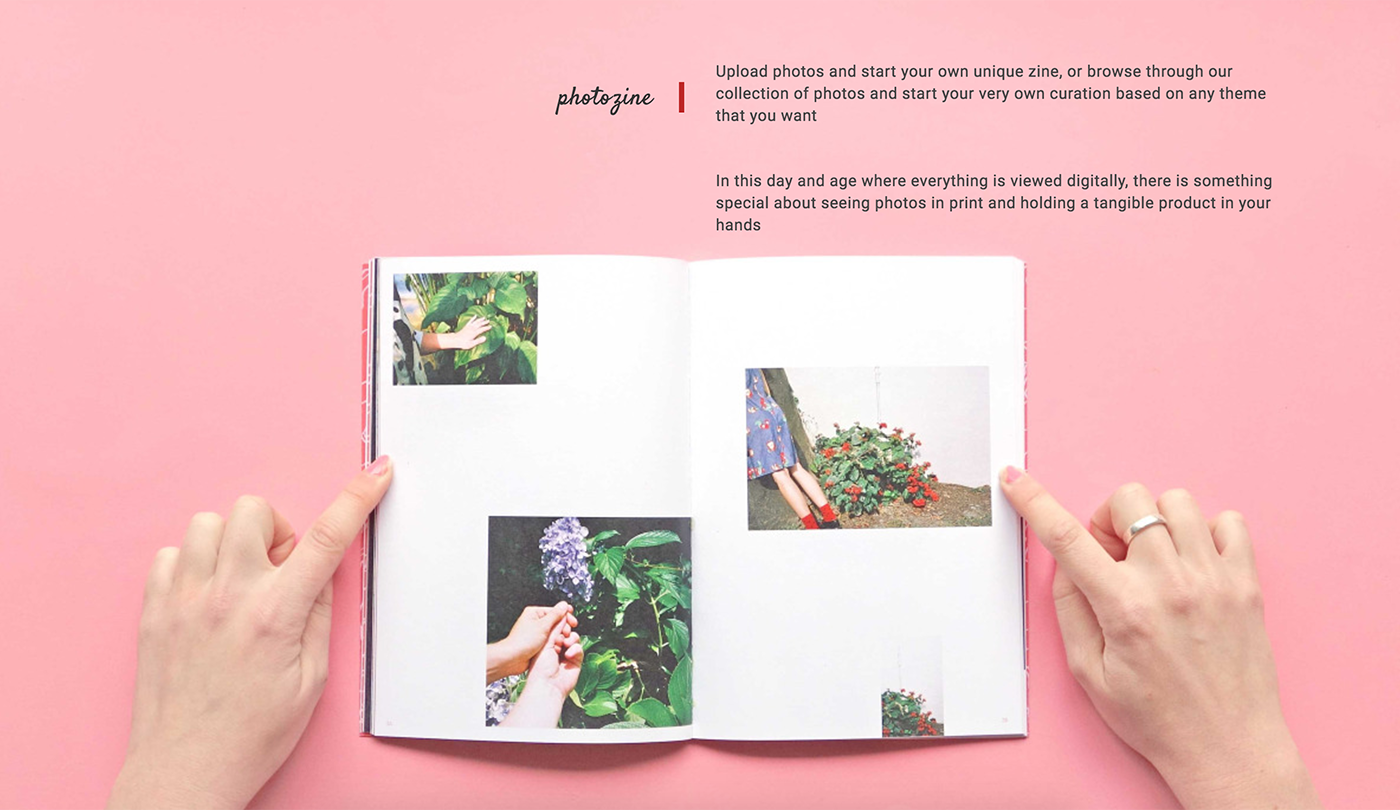 photozine
Upload photos and start your own unique zine, or browse through our
collection of photos and start your very own curation based on any theme
that you want
In this day and age where everything is viewed digitally, there is something
special about seeing photos in print and holding a tangible product in your
hands